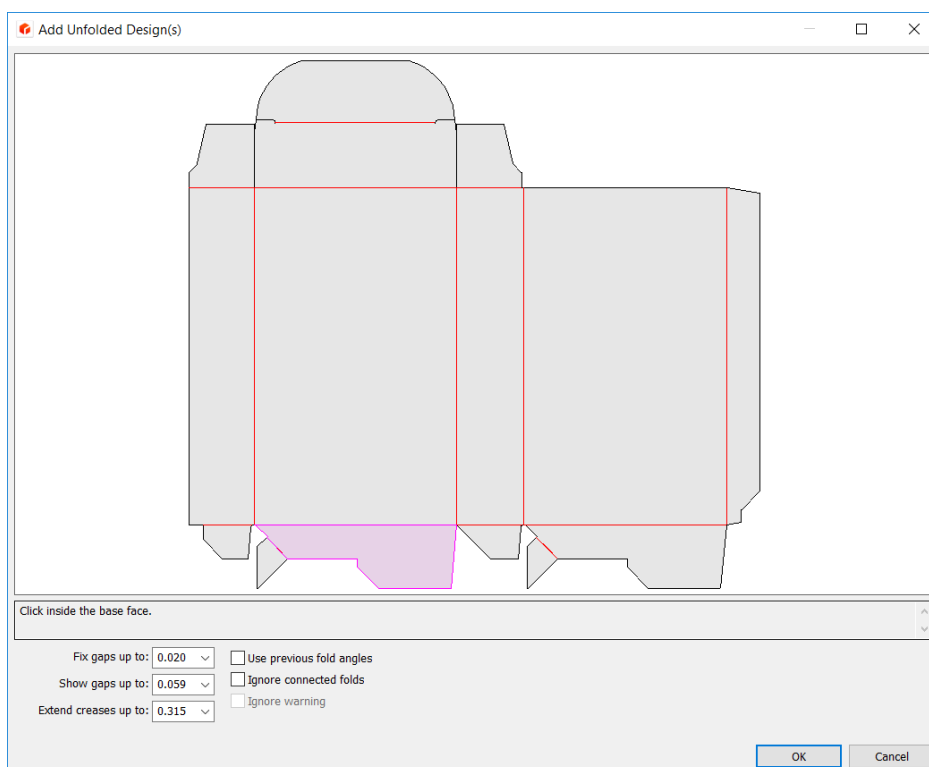 Add Unfolded Design(s)
Click inside the base face.
Fix gaps up to: 0.020
Use previous fold angles
Show gaps up to: 0.059
Ignore connected folds
Extend creases up to: 0.315
Ignore warning
OK
Cancel